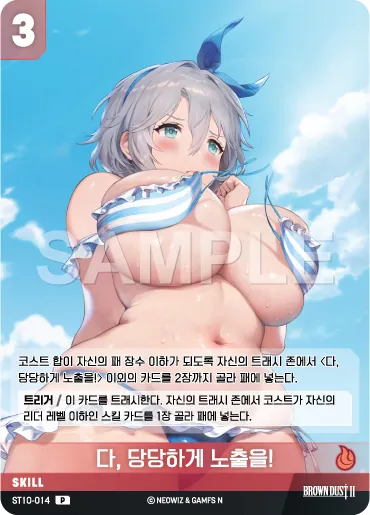 3
SAMPLE
코스트 합이 자신의 패 장수 이하가 되도록 자신의 트래시 존에서 <다,
당당하게 노출을!> 이외의 카드를 2장까지 골라 패에 넣는다.
트리거 / 이 카드를 트래시한다. 자신의 트래시 존에서 코스트가 자신의
리더 레벨 이하인 스킬 카드를 1장 골라 패에 넣는다.
다, 당당하게 노출을!
SKILL
ST10-014 P
© NEOWIZ & GAMFS N
BROWN DUST II